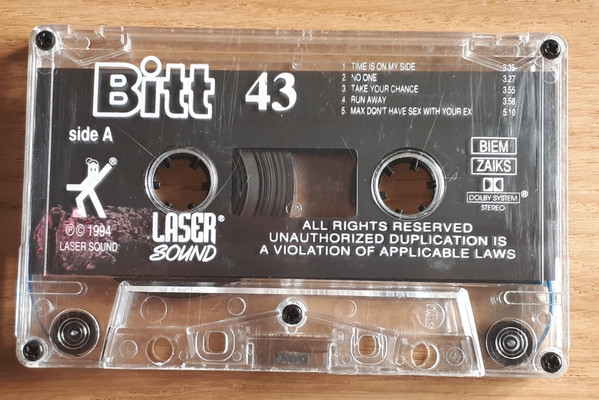 Bitt 43
1. TIME IS ON MY SIDE 3.35
2. NO ONE 3.27
3. TAKE YOUR CHANCE 3.55
4. RUN AWAY 3.58
5. MAX DON'T HAVE SEX WITH YOUR EX 5.10
side A
®
℗ © 1994
LASER SOUND
LASER®
SOUND
ALL RIGHTS RESERVED
UNAUTHORIZED DUPLICATION IS
A VIOLATION OF APPLICABLE LAWS
BIEM
ZAIKS
DOLBY SYSTEM®
STEREO